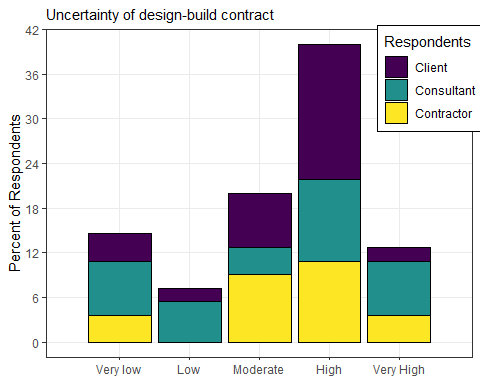 Uncertainty of design-build contract
Percent of Respondents
42
36
30
24
18
12
6
0
Very low
Low
Moderate
High
Very High
Respondents
Client
Consultant
Contractor